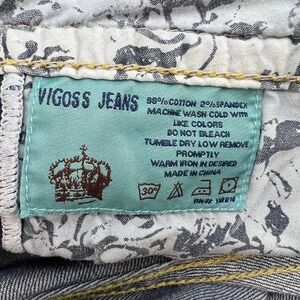 VIGOSS JEANS
98% COTTON 2% SPANDEX
MACHINE WASH COLD WITH
LIKE COLORS
DO NOT BLEACH
TUMBLE DRY LOW REMOVE
PROMPTLY
WARM IRON IN DESIRED
MADE IN CHINA
30°